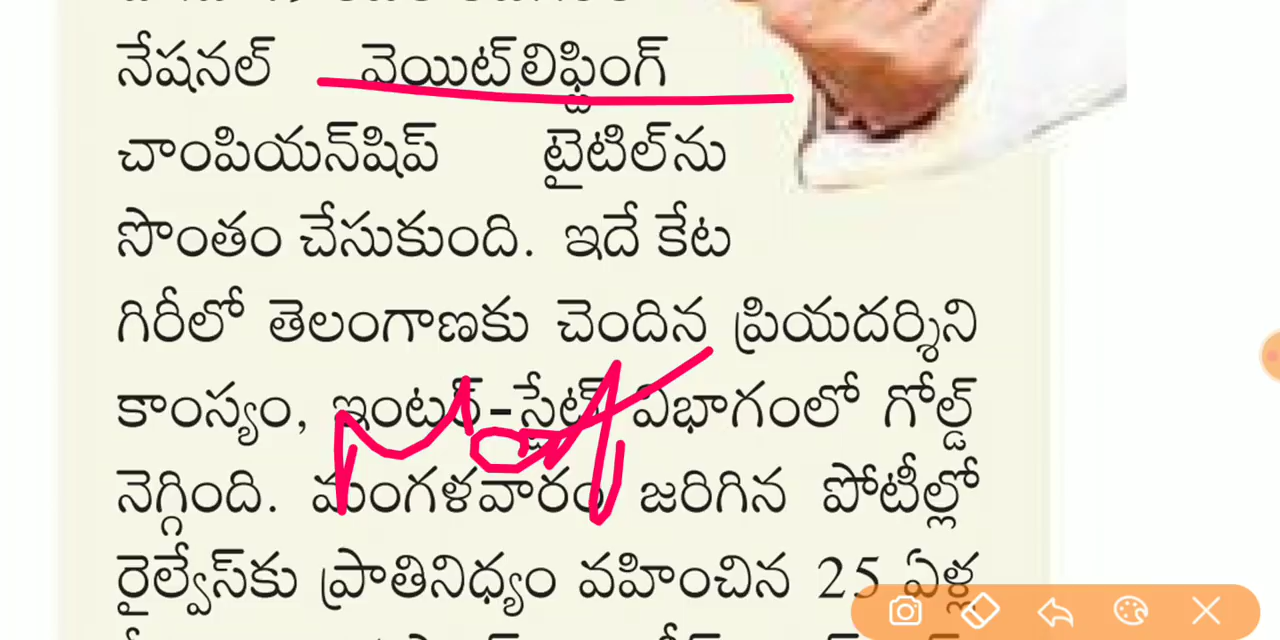 నేషనల్ వెయిట్‌లిఫ్టింగ్
చాంపియన్‌షిప్ టైటిల్‌ను
సొంతం చేసుకుంది. ఇదే కేట
గిరీలో తెలంగాణకు చెందిన ప్రియదర్శిని
కాంస్యం, ఇంటర్-స్టేట్ విభాగంలో గోల్డ్
నెగ్గింది. మంగళవారం జరిగిన పోటీల్లో
రైల్వేస్‌కు ప్రాతినిధ్యం వహించిన 25 ఏళ్ల